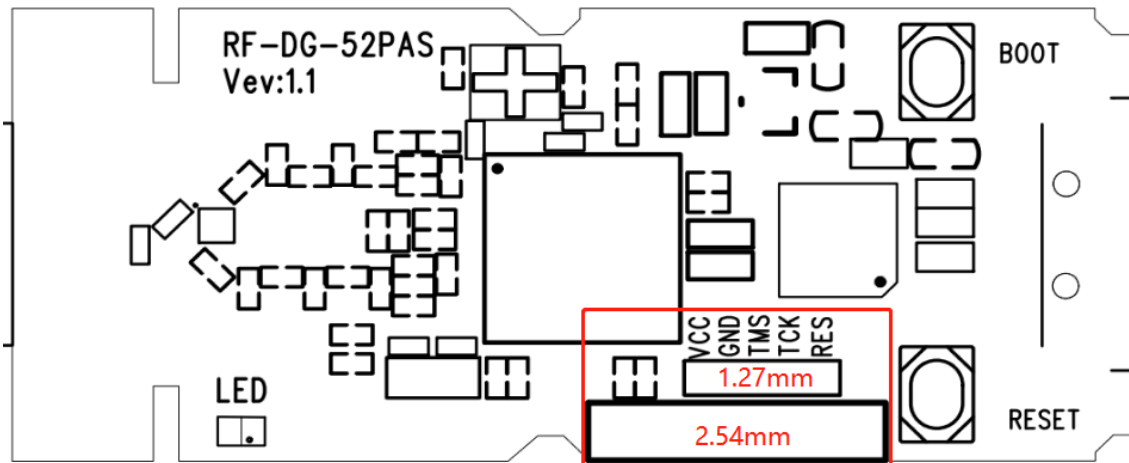 RF-DG-52PAS
Vev:1.1
BOOT
VCC
GND
TMS
TCK
RES
1.27mm
2.54mm
LED
RESET